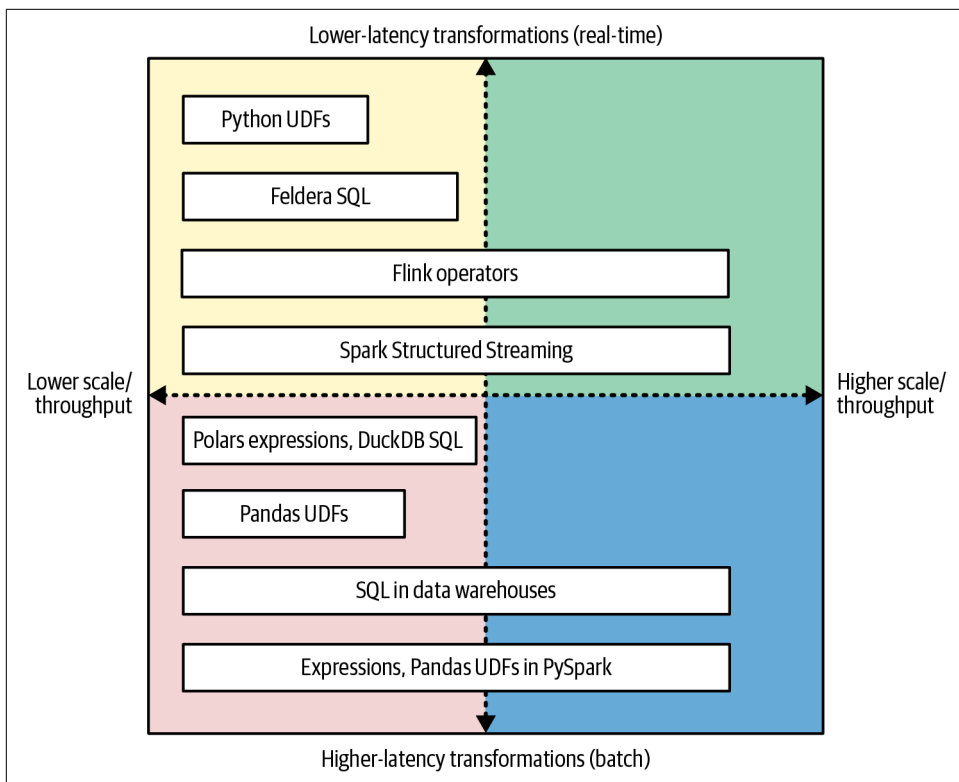 Lower-latency transformations (real-time)
Python UDFs
Feldera SQL
Flink operators
Spark Structured Streaming
Lower scale/
throughput
Higher scale/
throughput
Polars expressions, DuckDB SQL
Pandas UDFs
SQL in data warehouses
Expressions, Pandas UDFs in PySpark
Higher-latency transformations (batch)